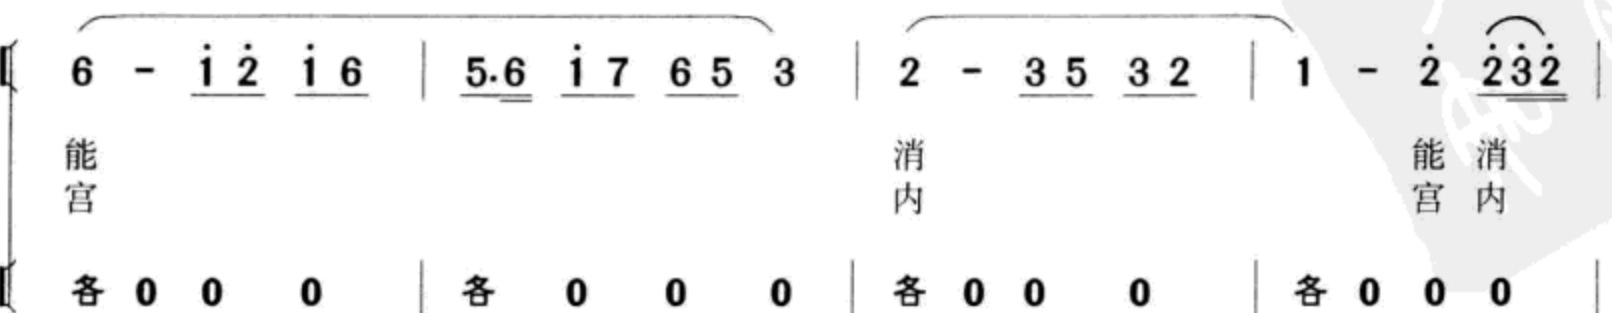 6 - i̇ 2̇ i̇ 6 | 5.6 i̇ 7 6 5 3 | 2 - 3 5 3 2 | 1 - 2̇ 2̇3̇2̇ |
能 消 能 消
宫 内 宫 内
各 0 0 0 | 各 0 0 0 | 各 0 0 0 | 各 0 0 0 |